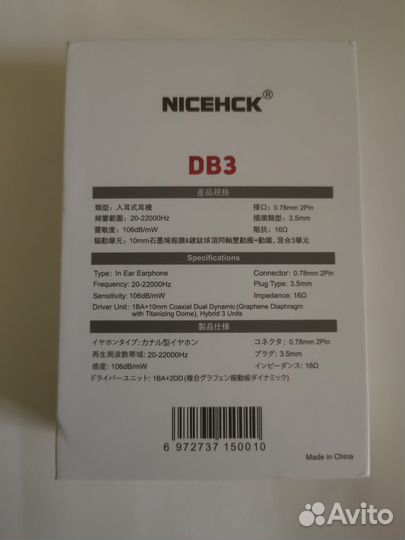 NICEHCK®
DB3
產品規格
類型：入耳式耳機 接口：0.78mm 2Pin
頻響範圍：20-22000Hz 插頭類型：3.5mm
靈敏度：106dB/mW 阻抗：16Ω
驅動單元：10mm石墨烯振膜&鍍鈦球頂同軸雙動圈+動鐵，混合3單元
Specifications
Type: In Ear Earphone Connector: 0.78mm 2Pin
Frequency: 20-22000Hz Plug Type: 3.5mm
Sensitivity: 106dB/mW Impedance: 16Ω
Driver Unit: 1BA+10mm Coaxial Dual Dynamic(Graphene Diaphragm
with Titanizing Dome), Hybrid 3 Units
製品仕様
イヤホンタイプ：カナル型イヤホン コネクタ：0.78mm 2Pin
再生周波数帯域：20-22000Hz プラグ：3.5mm
感度：106dB/mW インピーダンス：16Ω
ドライバーユニット：1BA+2DD (複合グラフェン振動板ダイナミック)
6 972737 150010
Made in China
Avito